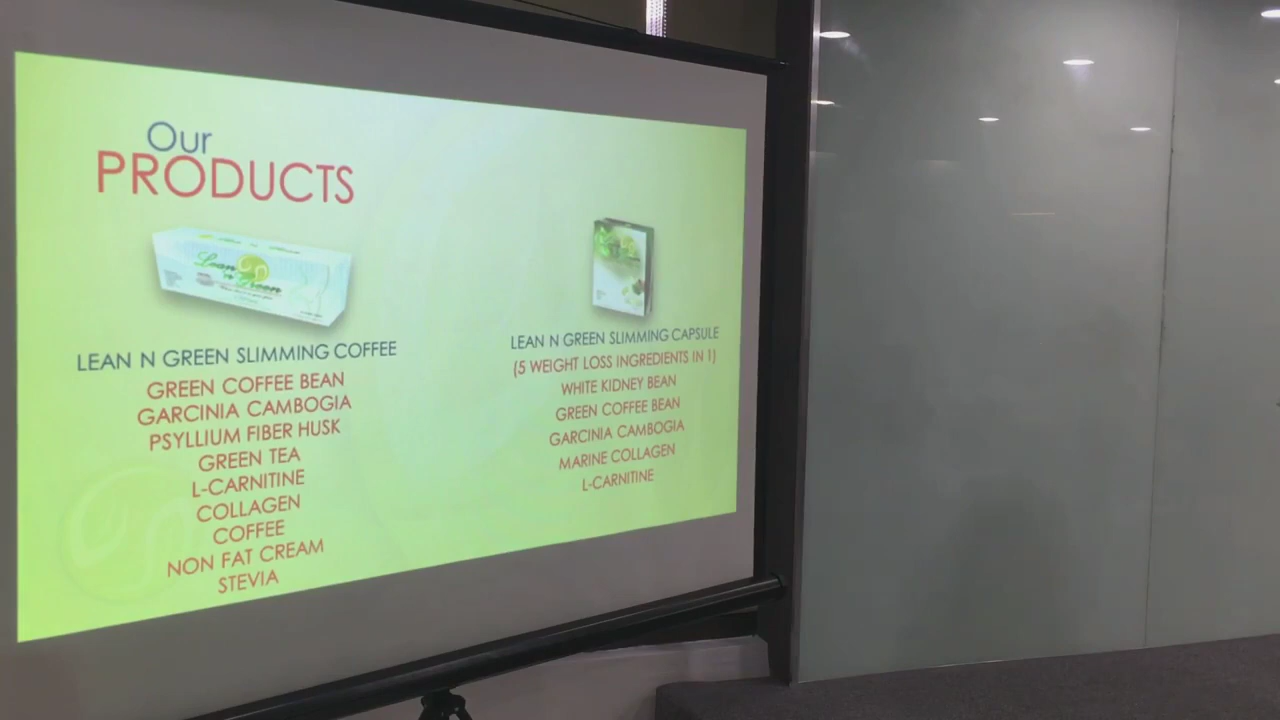 Our
PRODUCTS
Lean
'n Green
LEAN N GREEN SLIMMING COFFEE
GREEN COFFEE BEAN
GARCINIA CAMBOGIA
PSYLLIUM FIBER HUSK
GREEN TEA
L-CARNITINE
COLLAGEN
COFFEE
NON FAT CREAM
STEVIA
LEAN N GREEN SLIMMING CAPSULE
(5 WEIGHT LOSS INGREDIENTS IN 1)
WHITE KIDNEY BEAN
GREEN COFFEE BEAN
GARCINIA CAMBOGIA
MARINE COLLAGEN
L-CARNITINE